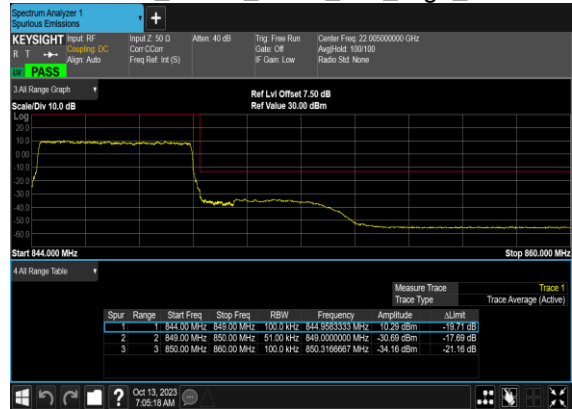 Spectrum Analyzer 1
Spurious Emissions
KEYSIGHT
R T
LW
PASS
Input: RF
Coupling: DC
Align: Auto
Input Z: 50 Ω
Corr CCorr
Freq Ref: Int (S)
Atten: 40 dB
Trig: Free Run
Gate: Off
IF Gain: Low
Center Freq: 22.005000000 GHz
Avg|Hold: 100/100
Radio Std: None
3 All Range Graph
Scale/Div 10.0 dB
Ref Lvl Offset 7.50 dB
Ref Value 30.00 dBm
Log
20.0
10.0
0.00
-10.0
-20.0
-30.0
-40.0
-50.0
-60.0
Start 844.000 MHz
Stop 860.000 MHz
4 All Range Table
Measure Trace Trace 1
Trace Type Trace Average (Active)
Spur Range Start Freq Stop Freq RBW Frequency Amplitude ΔLimit
1 1 844.00 MHz 849.00 MHz 100.0 kHz 844.9583333 MHz 10.29 dBm -19.71 dB
2 2 849.00 MHz 850.00 MHz 51.00 kHz 849.0000000 MHz -30.69 dBm -17.69 dB
3 3 850.00 MHz 860.00 MHz 100.0 kHz 850.3166667 MHz -34.16 dBm -21.16 dB
?
Oct 13, 2023
7:05:18 AM